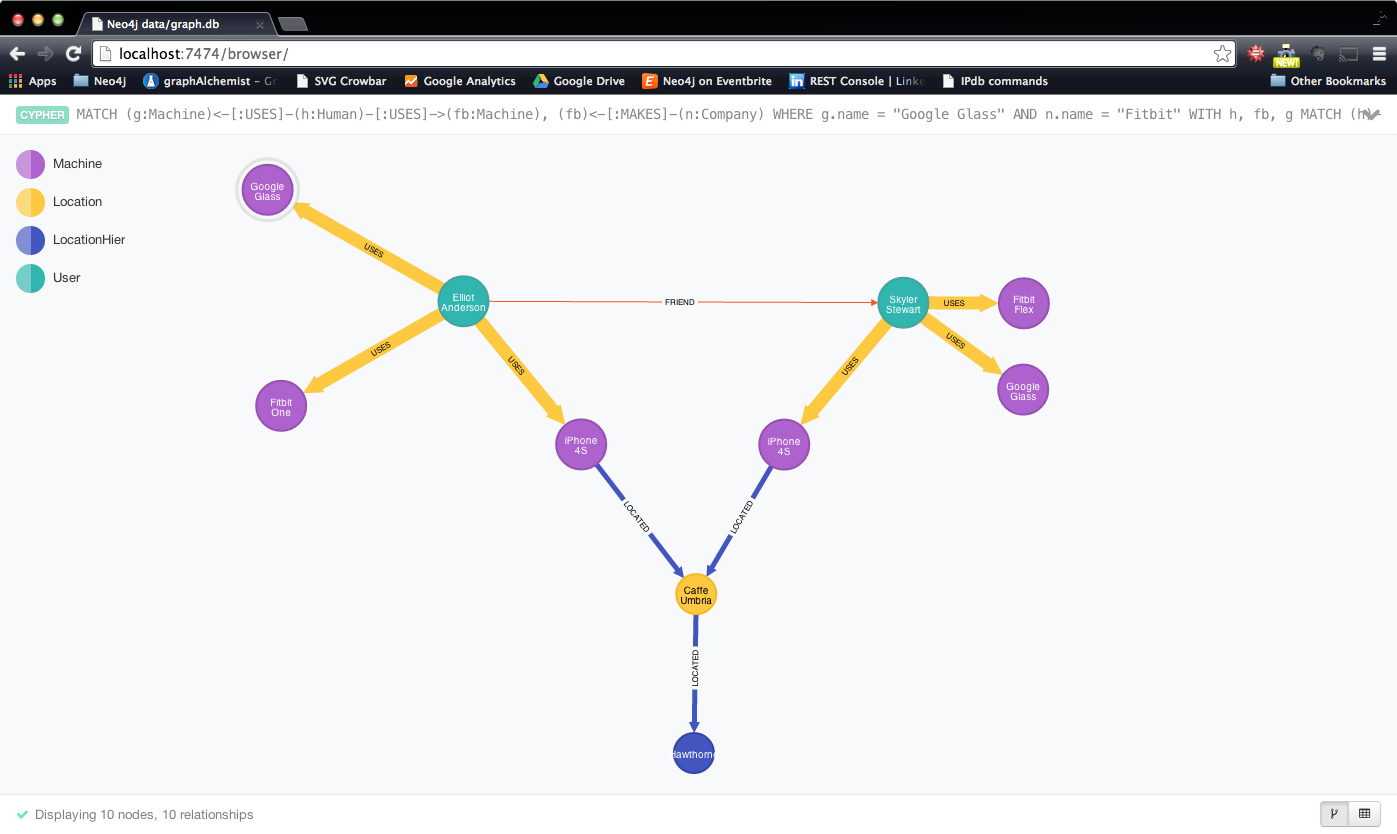 Neo4j data/graph.db
localhost:7474/browser/
Apps Neo4j graphAlchemist – Gr SVG Crowbar Google Analytics Google Drive Neo4j on Eventbrite REST Console | Linke IPdb commands Other Bookmarks
NEW!
CYPHER MATCH (g:Machine)<-[:USES]-(h:Human)-[:USES]->(fb:Machine), (fb)<-[:MAKES]-(n:Company) WHERE g.name = "Google Glass" AND n.name = "Fitbit" WITH h, fb, g MATCH (h)-
Machine
Location
LocationHier
User
Google
Glass
USES
Elliot
Anderson
FRIEND
Skyler
Stewart
USES
Fitbit
Flex
USES
USES
USES
USES
Google
Glass
Fitbit
One
iPhone
4S
iPhone
4S
LOCATED
LOCATED
Caffe
Umbria
LOCATED
Hawthorne
Displaying 10 nodes, 10 relationships